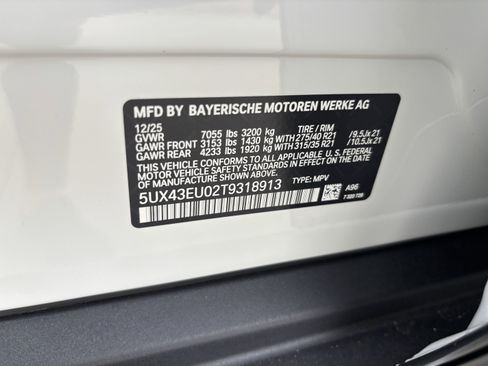 MFD BY BAYERISCHE MOTOREN WERKE AG
12/25 TIRE / RIM
GVWR 7055 lbs 3200 kg
GAWR FRONT 3153 lbs 1430 kg WITH 275/40 R21 /9.5Jx21
GAWR REAR 4233 lbs 1920 kg WITH 315/35 R21 /10.5Jx21
THIS VEHICLE CONFORMS TO ALL APPLICABLE U.S. FEDERAL
MOTOR VEHICLE SAFETY STANDARDS IN EFFECT ON THE
DATE OF MANUFACTURE SHOWN ABOVE.
5UX43EU02T9318913 TYPE: MPV A96